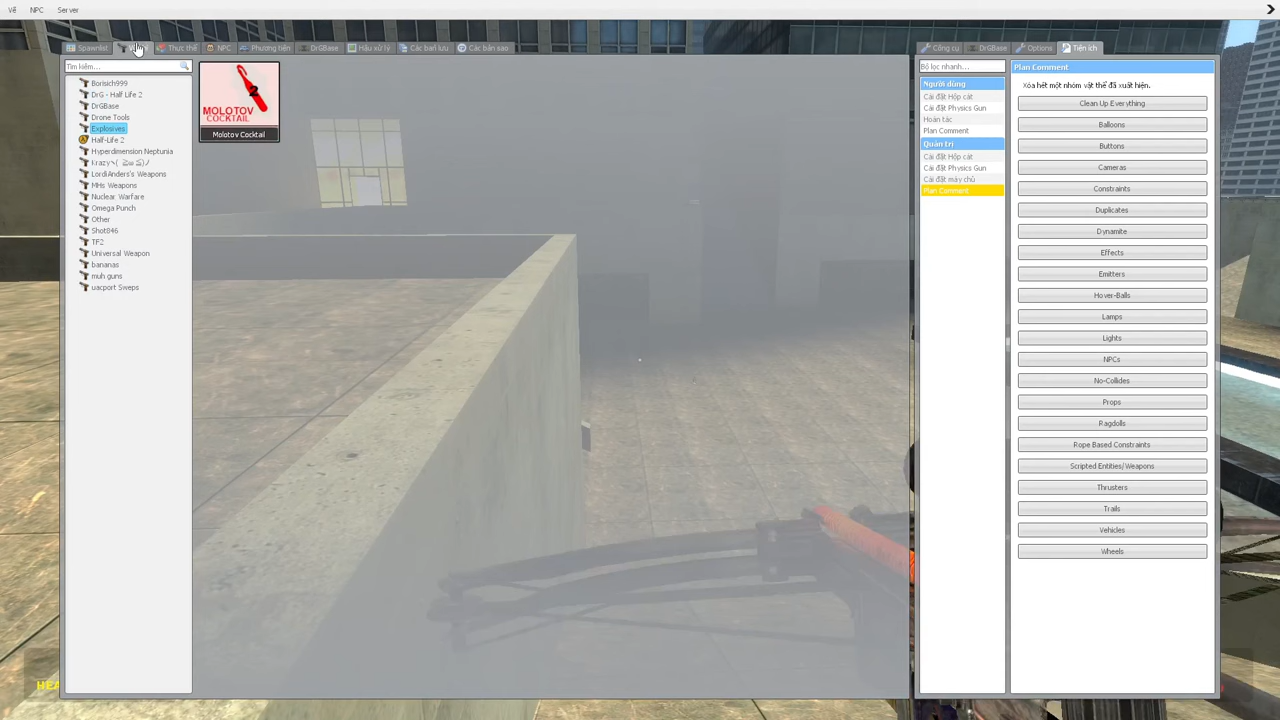 Vẽ NPC Server
Spawnlist Thực thể NPC Phương tiện DrGBase Hậu xử lý Các bản lưu Các bản sao
Công cụ DrGBase Options Tiện ích
Tìm kiếm...
Borisich999
DrG - Half Life 2
DrGBase
Drone Tools
Explosives
Half-Life 2
Hyperdimension Neptunia
LordiAnders's Weapons
MHs Weapons
Nuclear Warfare
Omega Punch
Other
Shot846
TF2
Universal Weapon
bananas
muh guns
uacport Sweps
2
MOLOTOV
COCKTAIL
Molotov Cocktail
Bộ lọc nhanh...
Người dùng
Cài đặt Hộp cát
Cài đặt Physics Gun
Hoàn tác
Plan Comment
Quản trị
Cài đặt Hộp cát
Cài đặt Physics Gun
Cài đặt máy chủ
Plan Comment
Plan Comment
Xóa hết một nhóm vật thể đã xuất hiện.
Clean Up Everything
Balloons
Buttons
Cameras
Constraints
Duplicates
Dynamite
Effects
Emitters
Hover-Balls
Lamps
Lights
NPCs
No-Collides
Props
Ragdolls
Rope Based Constraints
Scripted Entities/Weapons
Thrusters
Trails
Vehicles
Wheels